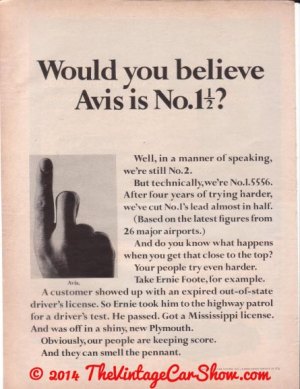 Would you believe
Avis is No.1½?
Well, in a manner of speaking,
we're still No.2.
But technically, we're No.1.5556.
After four years of trying harder,
we've cut No.1's lead almost in half.
(Based on the latest figures from
26 major airports.)
And do you know what happens
when you get that close to the top?
Your people try even harder.
Take Ernie Foote, for example.
Avis.
A customer showed up with an expired out-of-state
driver's license. So Ernie took him to the highway patrol
for a driver's test. He passed. Got a Mississippi license.
And was off in a shiny, new Plymouth.
Obviously, our people are keeping score.
And they can smell the pennant.
© 2014 TheVintageCarShow.com